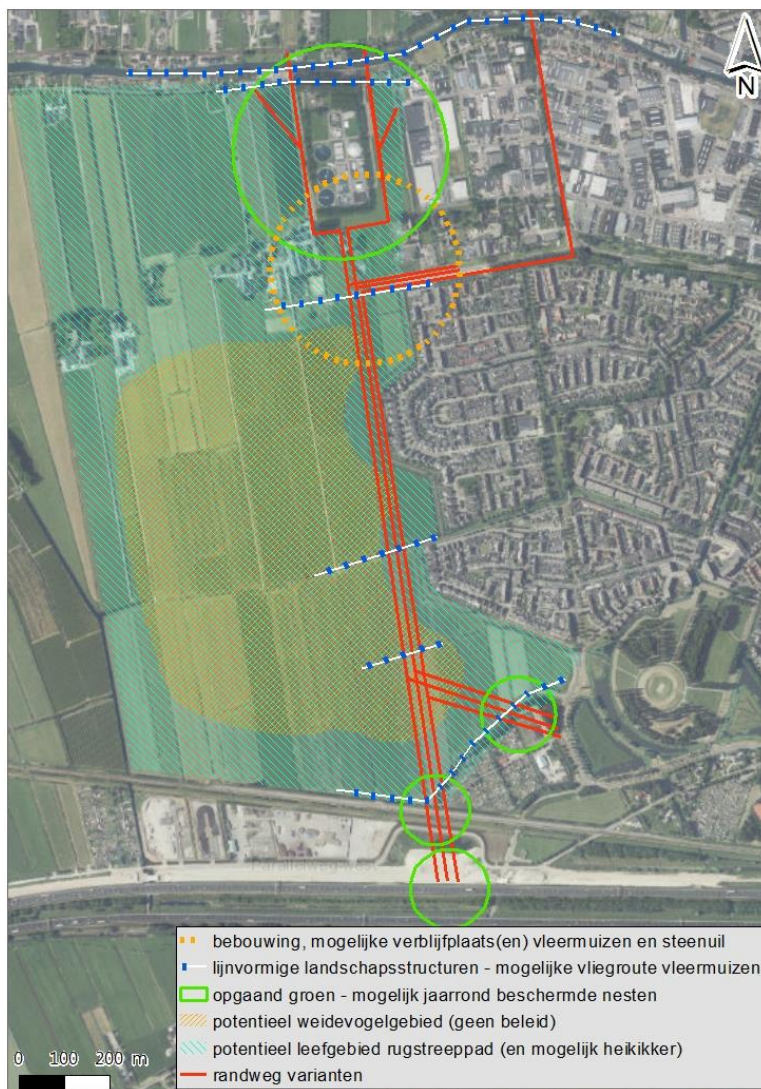 N
Parallelweg
bebouwing, mogelijke verblijfplaats(en) vleermuizen en steenuil
lijnvormige landschapsstructuren - mogelijke vliegroute vleermuizen
opgaand groen - mogelijk jaarrond beschermde nesten
potentieel weidevogelgebied (geen beleid)
potentieel leefgebied rugstreeppad (en mogelijk heikikker)
randweg varianten
0 100 200 m